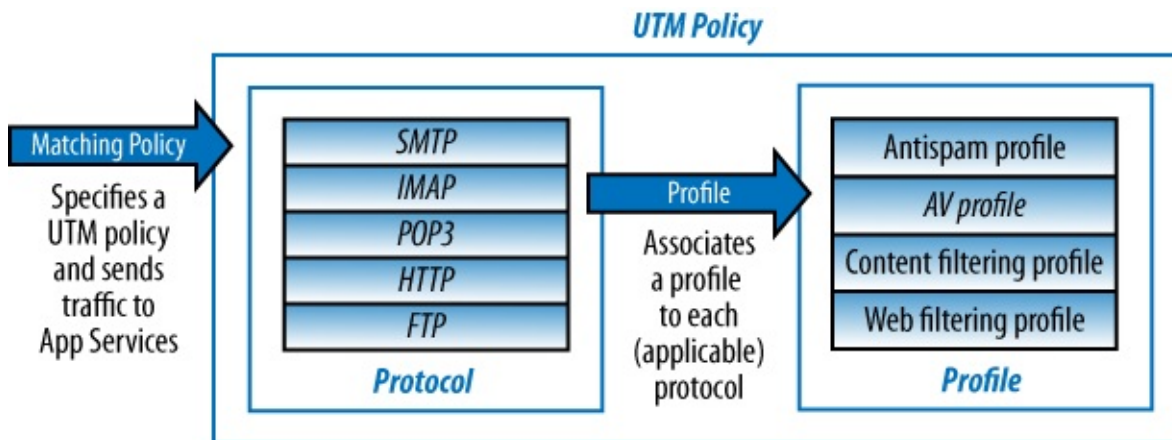 UTM Policy
Matching Policy
Specifies a
UTM policy
and sends
traffic to
App Services
SMTP
IMAP
POP3
HTTP
FTP
Protocol
Profile
Associates
a profile
to each
(applicable)
protocol
Antispam profile
AV profile
Content filtering profile
Web filtering profile
Profile